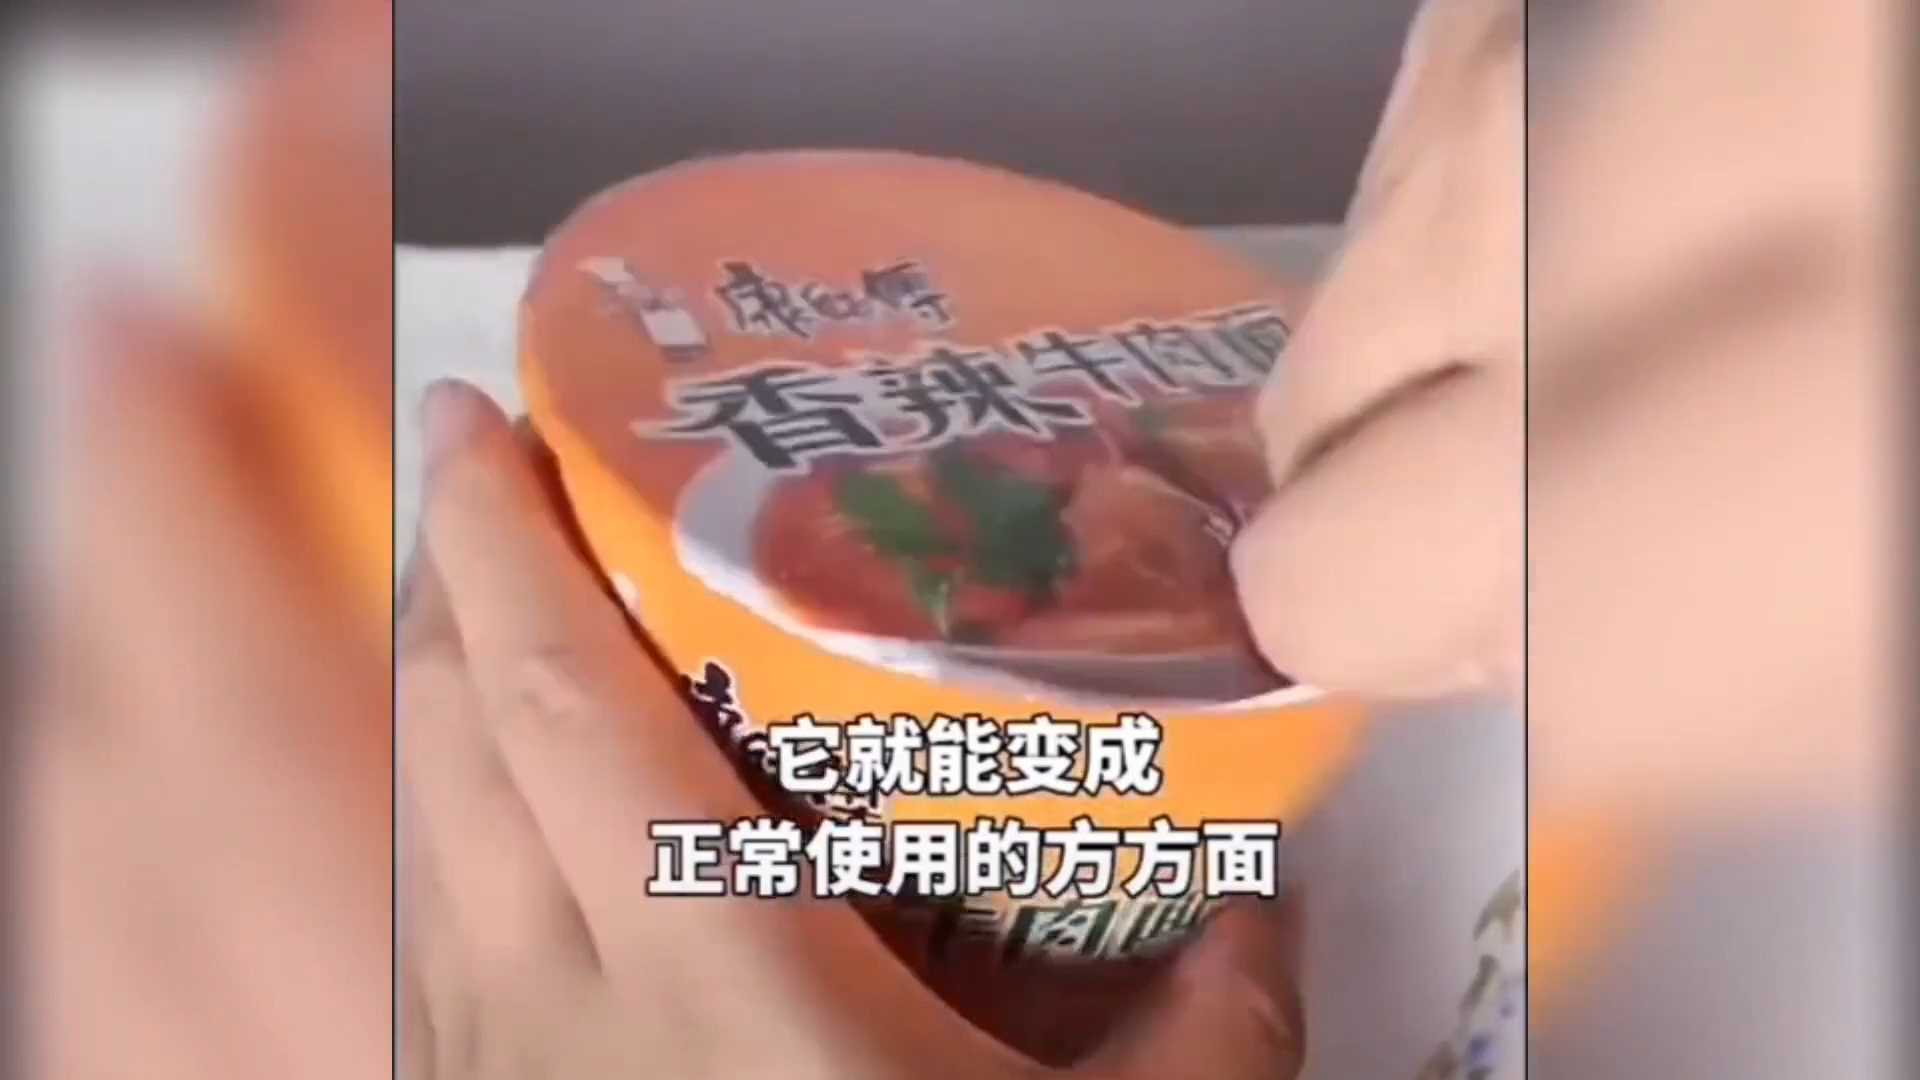 康师傅
香辣牛肉面
它就能变成
正常使用的方方面